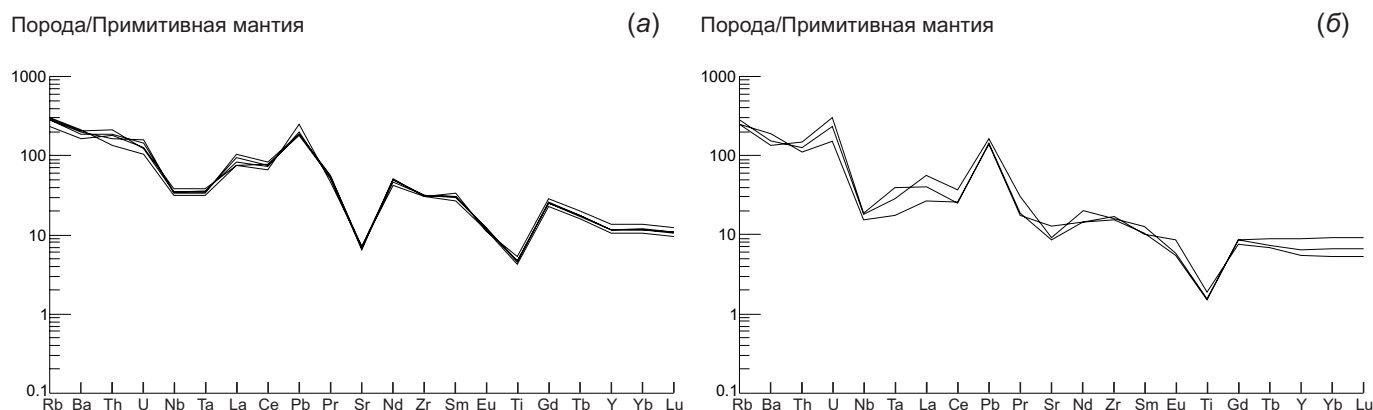 Порода/Примитивная мантия (а)
1000
100
10
1
0.1
Rb Ba Th U Nb Ta La Ce Pb Pr Sr Nd Zr Sm Eu Ti Gd Tb Y Yb Lu
Порода/Примитивная мантия (б)
1000
100
10
1
0.1
Rb Ba Th U Nb Ta La Ce Pb Pr Sr Nd Zr Sm Eu Ti Gd Tb Y Yb Lu